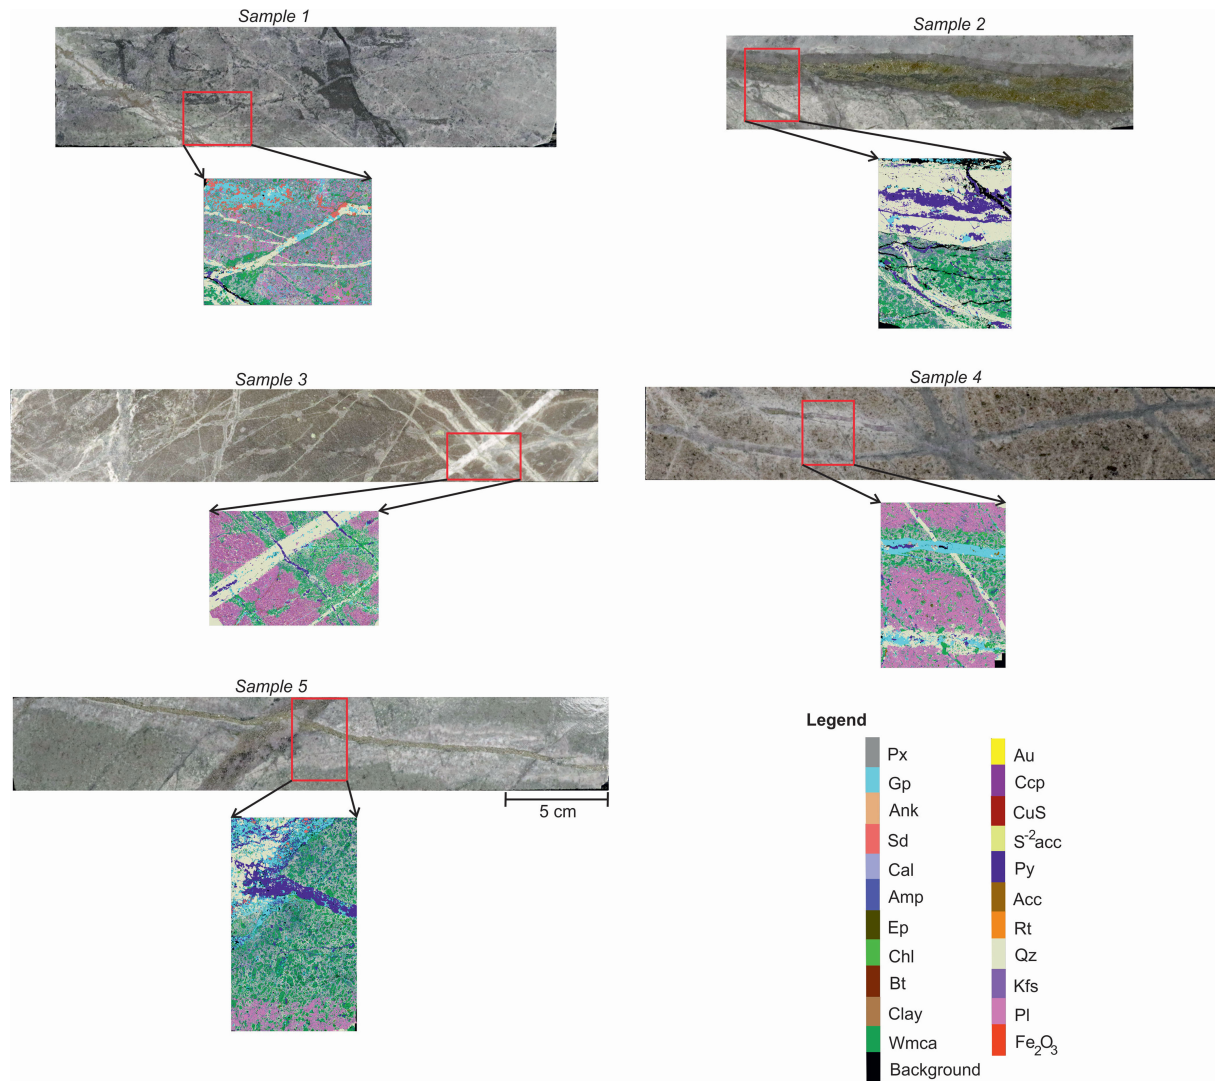 Sample 1
Sample 2
Sample 3
Sample 4
Sample 5
5 cm
Legend
Px
Gp
Ank
Sd
Cal
Amp
Ep
Chl
Bt
Clay
Wmca
Background
Au
Ccp
CuS
S⁻²acc
Py
Acc
Rt
Qz
Kfs
Pl
Fe₂O₃